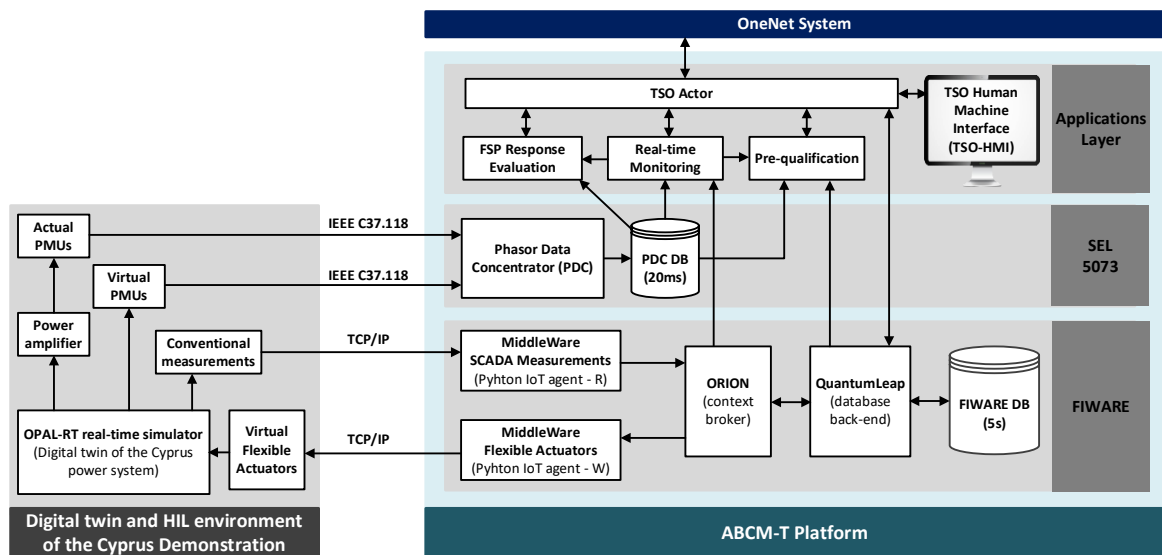 OneNet System
TSO Actor
TSO Human
Machine
Interface
(TSO-HMI)
Applications
Layer
FSP Response
Evaluation
Real-time
Monitoring
Pre-qualification
Actual
PMUs
IEEE C37.118
Virtual
PMUs
IEEE C37.118
Phasor Data
Concentrator (PDC)
PDC DB
(20ms)
SEL
5073
Power
amplifier
Conventional
measurements
TCP/IP
MiddleWare
SCADA Measurements
(Pyhton IoT agent - R)
ORION
(context
broker)
QuantumLeap
(database
back-end)
FIWARE DB
(5s)
FIWARE
OPAL-RT real-time simulator
(Digital twin of the Cyprus
power system)
Virtual
Flexible
Actuators
TCP/IP
MiddleWare
Flexible Actuators
(Pyhton IoT agent - W)
Digital twin and HIL environment
of the Cyprus Demonstration
ABCM-T Platform